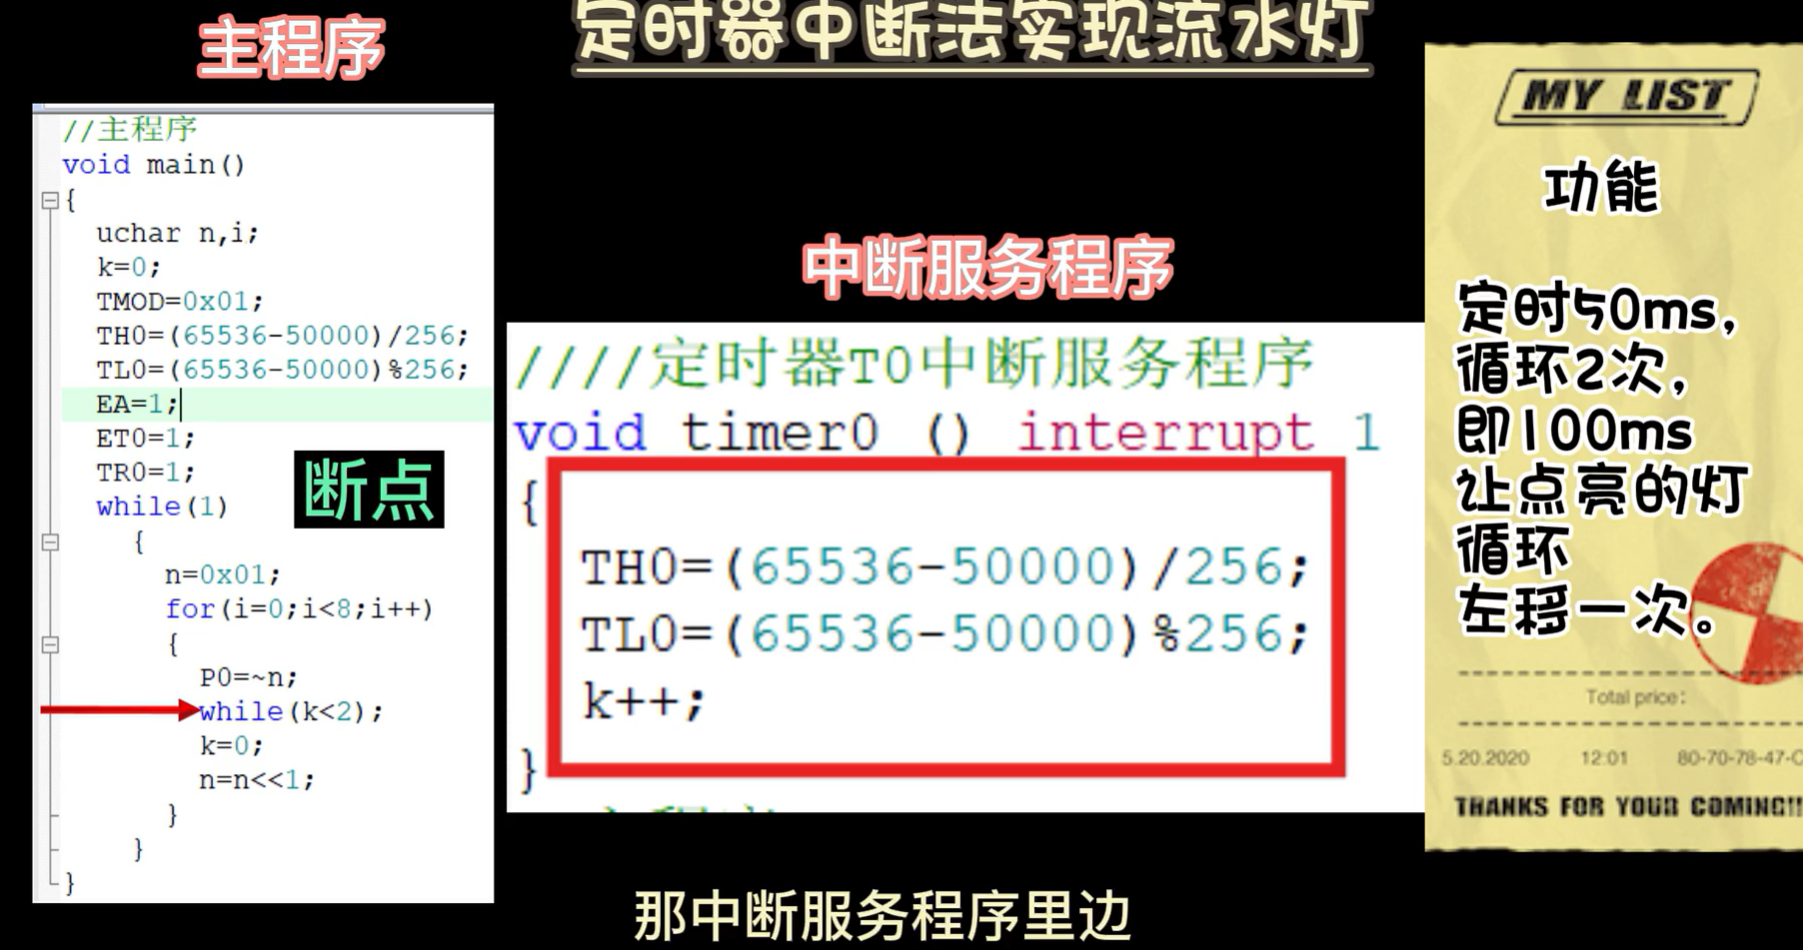 定时器中断法实现流水灯
主程序
//主程序
void main()
{
uchar n,i;
k=0;
TMOD=0x01;
TH0=(65536-50000)/256;
TL0=(65536-50000)%256;
EA=1;
ET0=1;
TR0=1;
while(1)
{
n=0x01;
for(i=0;i<8;i++)
{
P0=~n;
while(k<2);
k=0;
n=n<<1;
}
}
}
断点
中断服务程序
////定时器T0中断服务程序
void timer0 () interrupt 1
{
TH0=(65536-50000)/256;
TL0=(65536-50000)%256;
k++;
}
MY LIST
功能
定时50ms,
循环2次,
即100ms
让点亮的灯
循环
左移一次。
Total price:
5.20.2020 12:01 80-70-78-47-
THANKS FOR YOUR COMING!!
那中断服务程序里边